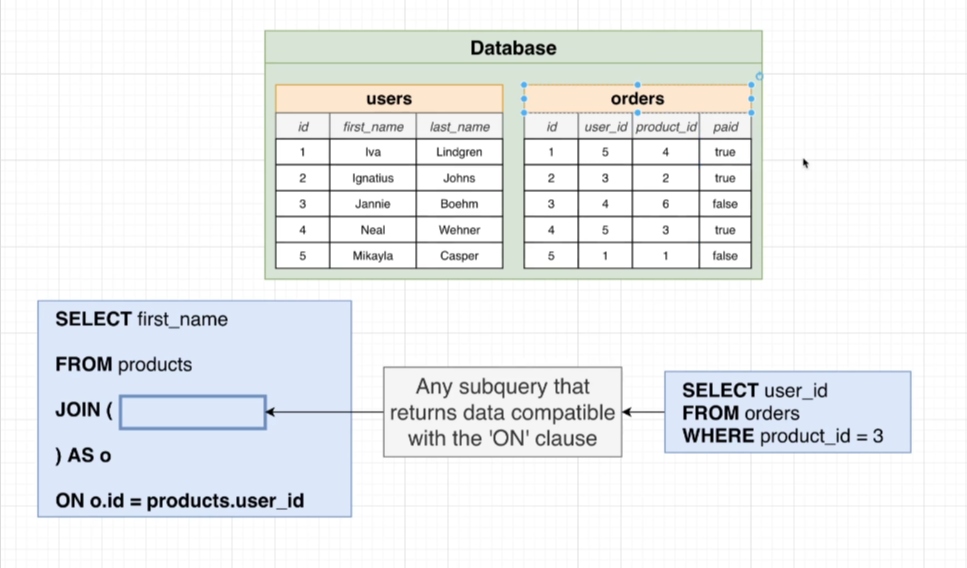 Database
users
id first_name last_name
1 Iva Lindgren
2 Ignatius Johns
3 Jannie Boehm
4 Neal Wehner
5 Mikayla Casper
orders
id user_id product_id paid
1 5 4 true
2 3 2 true
3 4 6 false
4 5 3 true
5 1 1 false
SELECT first_name
FROM products
JOIN (
) AS o
ON o.id = products.user_id
Any subquery that
returns data compatible
with the 'ON' clause
SELECT user_id
FROM orders
WHERE product_id = 3